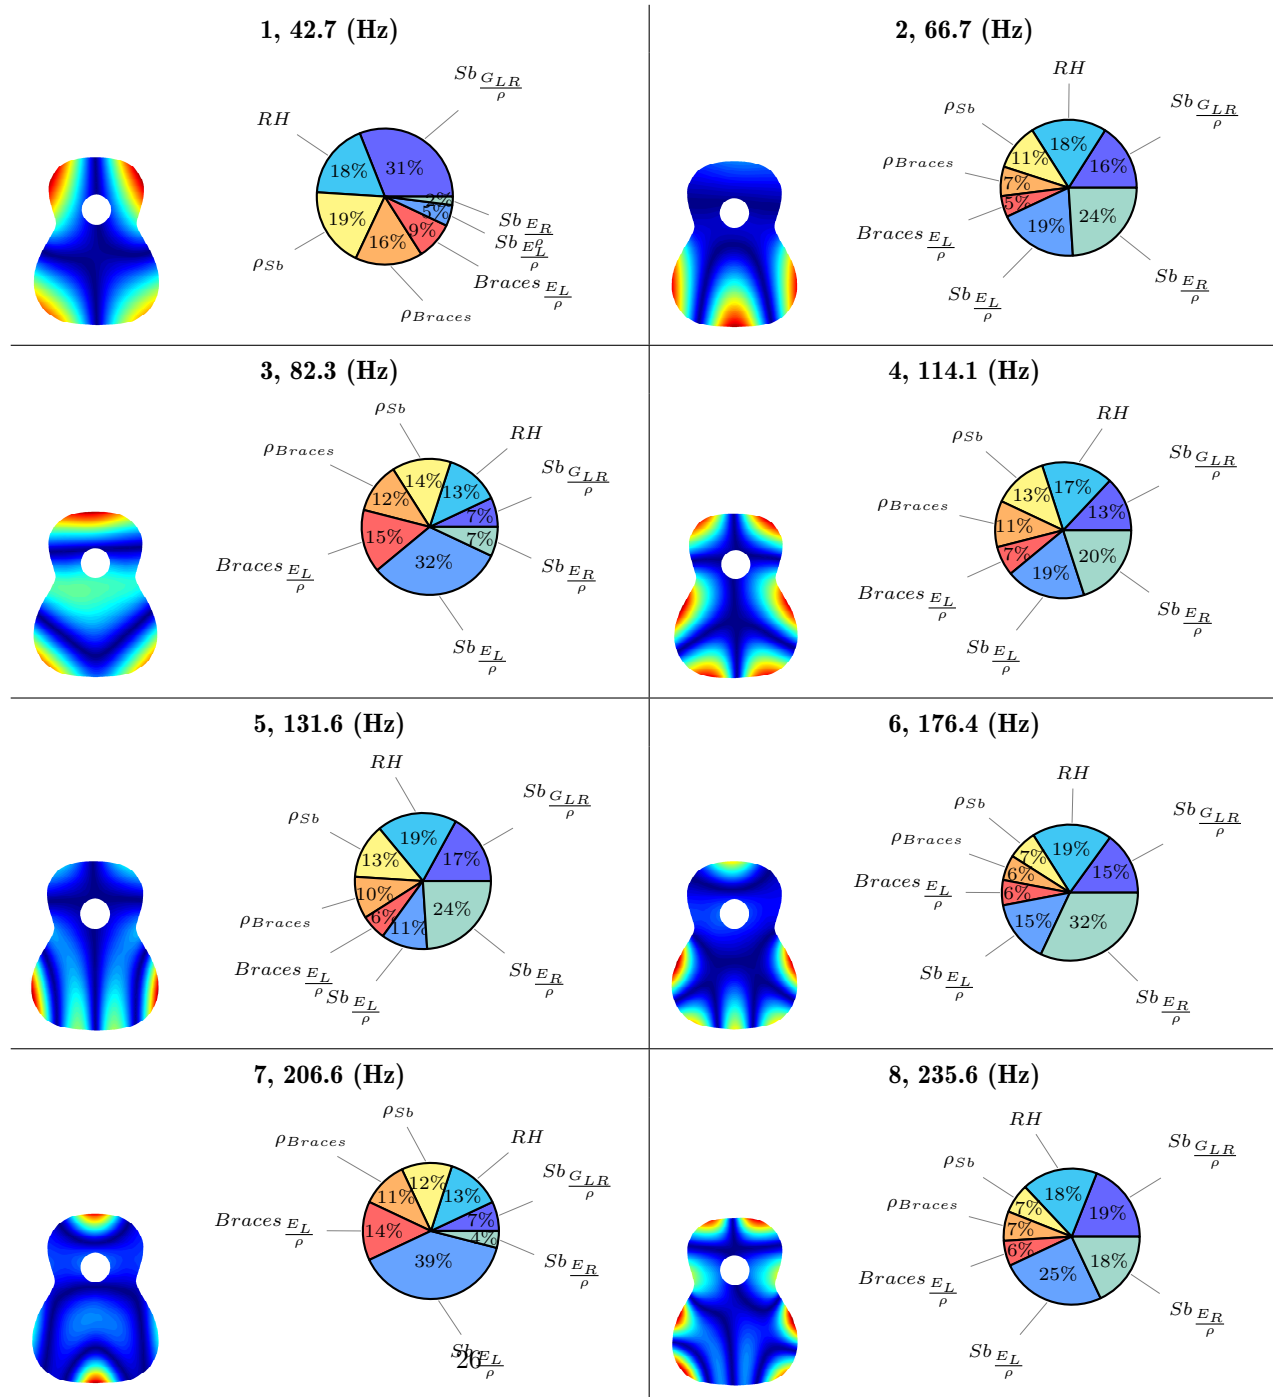 1, 42.7 (Hz)
Sb G_LR/ρ
RH
31%
18%
2%
5%
19%
9%
16%
Sb E_R/ρ
Sb E_L/ρ
ρ_Sb
Braces E_L/ρ
ρ_Braces
2, 66.7 (Hz)
RH
Sb G_LR/ρ
ρ_Sb
18%
16%
11%
ρ_Braces
7%
5%
24%
19%
Braces E_L/ρ
Sb E_R/ρ
Sb E_L/ρ
3, 82.3 (Hz)
ρ_Sb
RH
ρ_Braces
Sb G_LR/ρ
14%
13%
12%
7%
15%
7%
32%
Braces E_L/ρ
Sb E_R/ρ
Sb E_L/ρ
4, 114.1 (Hz)
RH
ρ_Sb
Sb G_LR/ρ
17%
13%
13%
ρ_Braces
11%
7%
20%
19%
Braces E_L/ρ
Sb E_R/ρ
Sb E_L/ρ
5, 131.6 (Hz)
RH
Sb G_LR/ρ
ρ_Sb
19%
17%
13%
10%
24%
6%
11%
ρ_Braces
Braces E_L/ρ
Sb E_R/ρ
Sb E_L/ρ
6, 176.4 (Hz)
RH
ρ_Sb
Sb G_LR/ρ
ρ_Braces
19%
7%
15%
6%
Braces E_L/ρ
6%
15%
32%
Sb E_L/ρ
Sb E_R/ρ
7, 206.6 (Hz)
ρ_Sb
RH
ρ_Braces
Sb G_LR/ρ
12%
13%
11%
7%
Braces E_L/ρ
14%
4%
39%
Sb E_R/ρ
Sb E_L/ρ
8, 235.6 (Hz)
RH
Sb G_LR/ρ
ρ_Sb
18%
7%
19%
ρ_Braces
7%
6%
18%
25%
Braces E_L/ρ
Sb E_R/ρ
Sb E_L/ρ
26